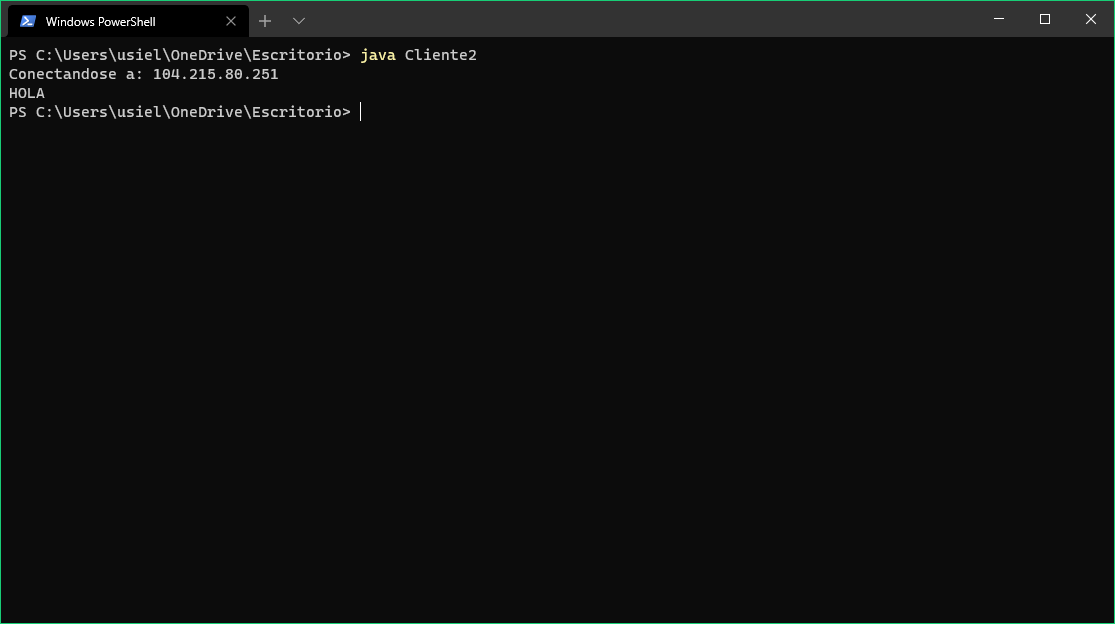 Windows PowerShell
PS C:\Users\usiel\OneDrive\Escritorio> java Cliente2
Conectandose a: 104.215.80.251
HOLA
PS C:\Users\usiel\OneDrive\Escritorio>